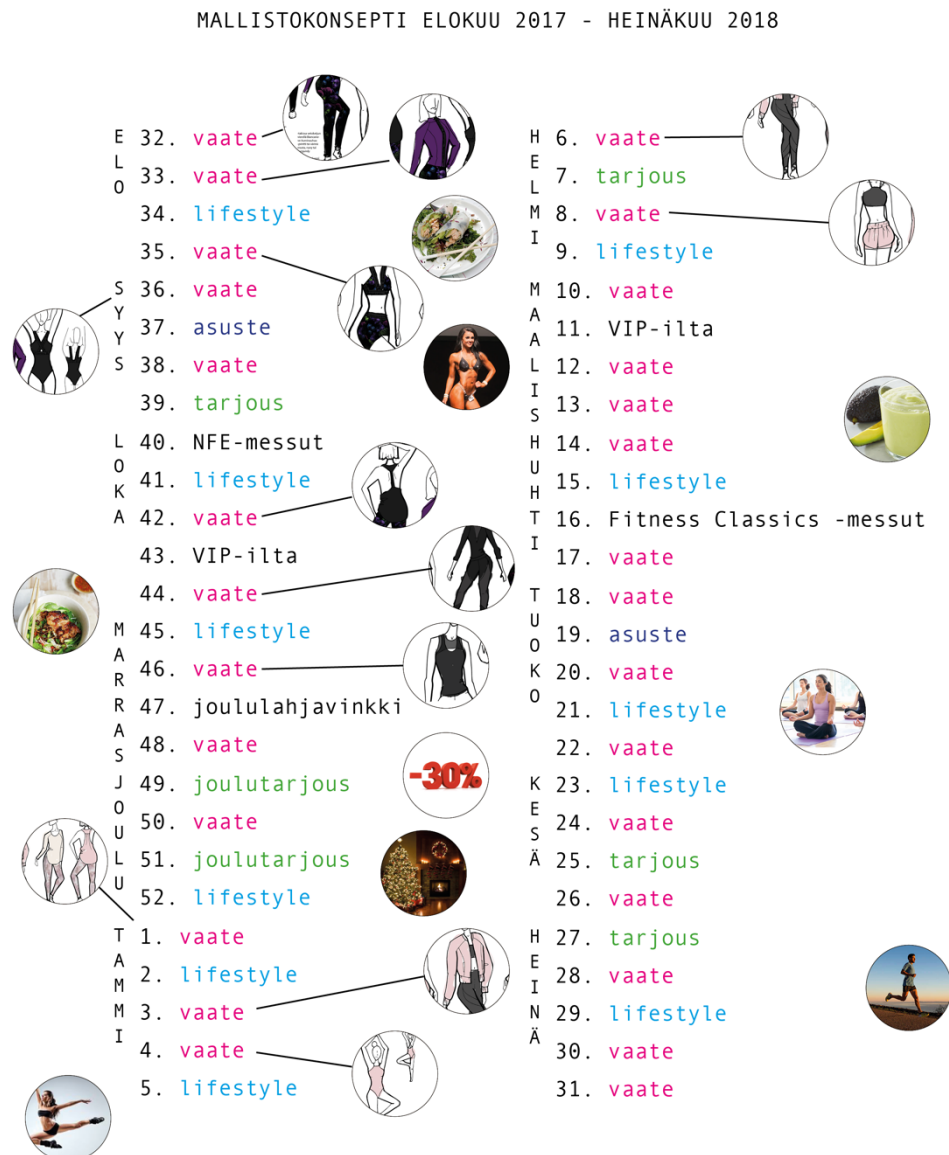 MALLISTOKONSEPTI ELOKUU 2017 - HEINÄKUU 2018
ELO
32. vaate
33. vaate
34. lifestyle
35. vaate
SYYS
36. vaate
37. asuste
38. vaate
39. tarjous
LOKA
40. NFE-messut
41. lifestyle
42. vaate
43. VIP-ilta
44. vaate
MARRAS
45. lifestyle
46. vaate
47. joululahjavinkki
48. vaate
JOULU
49. joulutarjous
50. vaate
51. joulutarjous
52. lifestyle
TAMMI
1. vaate
2. lifestyle
3. vaate
4. vaate
5. lifestyle
-30%
HELMI
6. vaate
7. tarjous
8. vaate
9. lifestyle
MAALIS
10. vaate
11. VIP-ilta
12. vaate
13. vaate
HUHTI
14. vaate
15. lifestyle
16. Fitness Classics -messut
17. vaate
TUOKO
18. vaate
19. asuste
20. vaate
21. lifestyle
22. vaate
KESÄ
23. lifestyle
24. vaate
25. tarjous
26. vaate
HEINÄ
27. tarjous
28. vaate
29. lifestyle
30. vaate
31. vaate